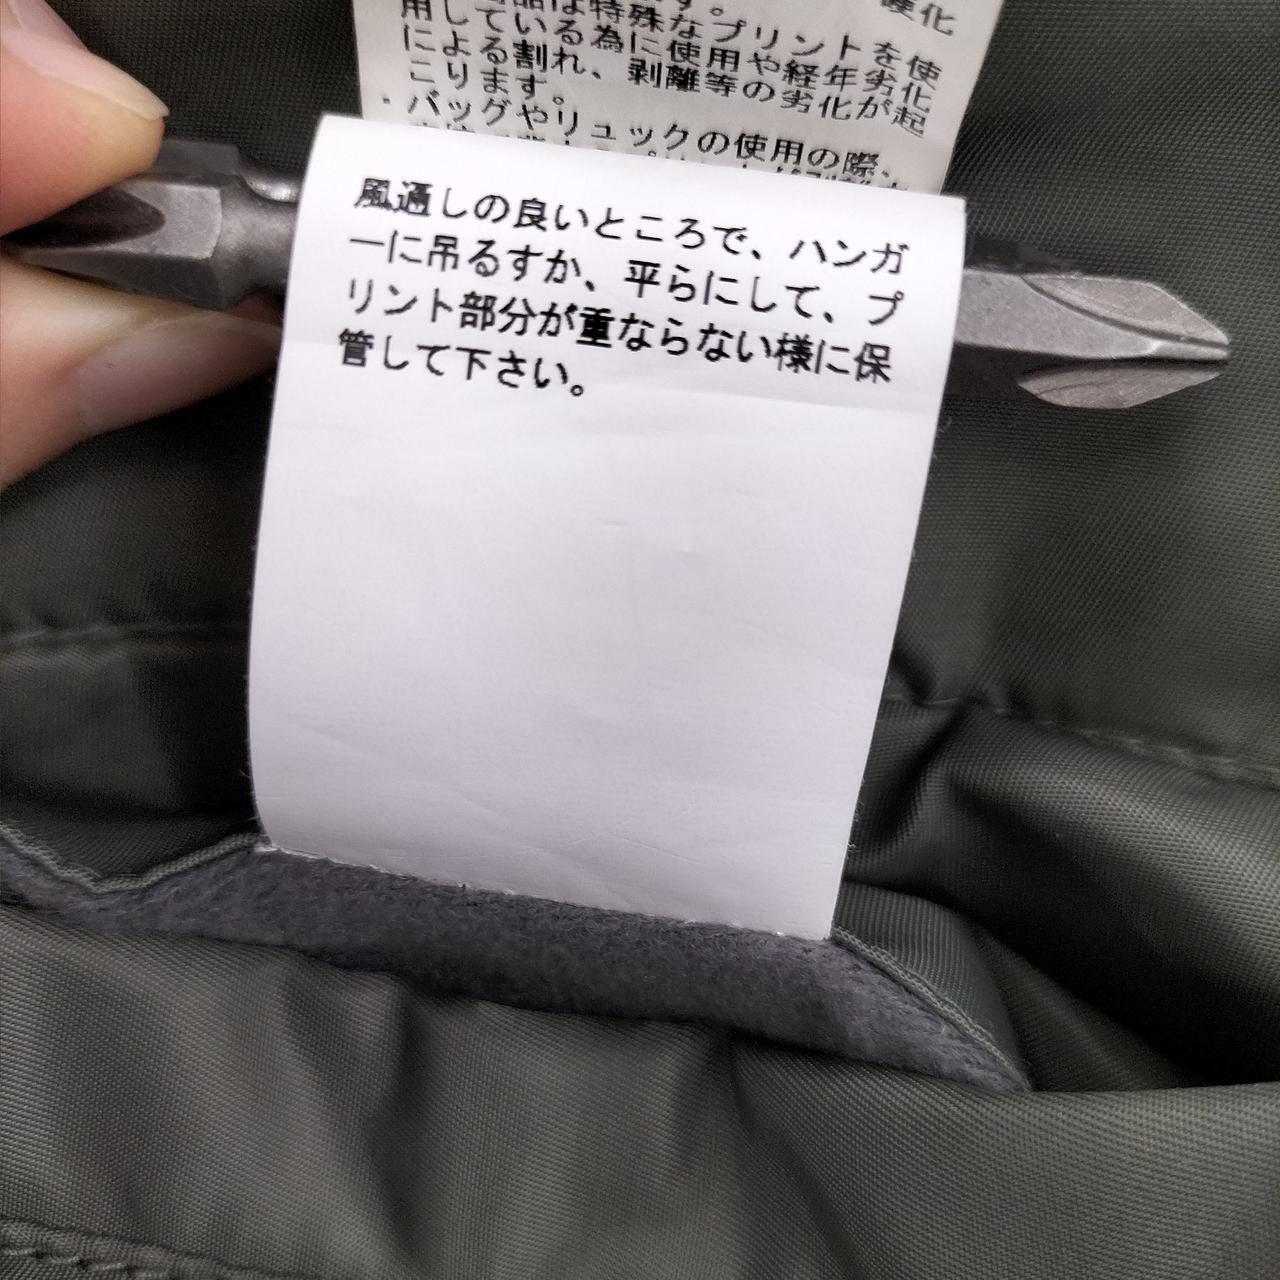 硬化
商品は特殊なプリントを使
用している為に使用や経年劣化
による割れ、剥離等の劣化が起
こります。
・バッグやリュックの使用の際、
風通しの良いところで、ハンガ
ーに吊るすか、平らにして、プ
リント部分が重ならない様に保
管して下さい。